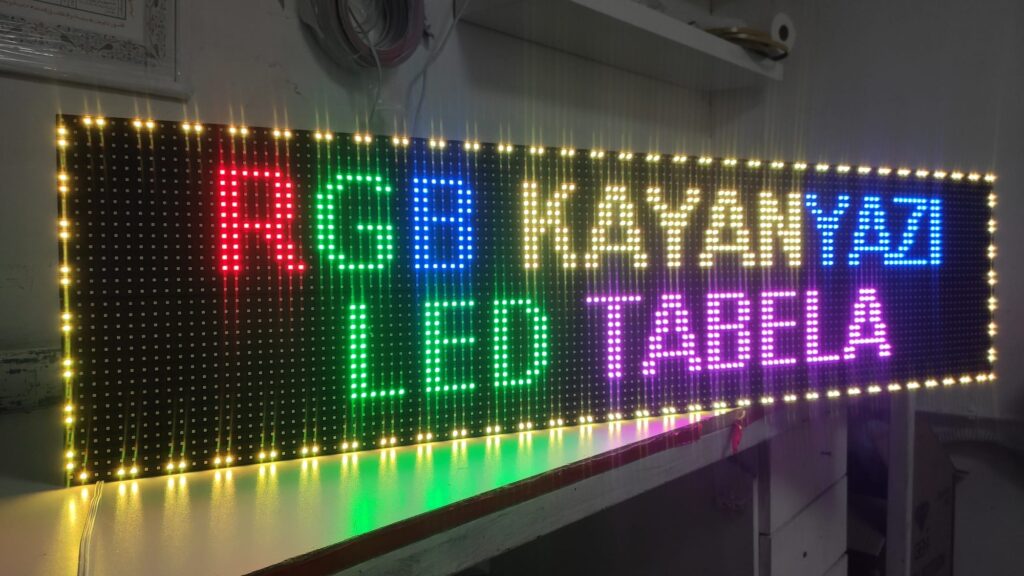 RGB KAYANYAZI
LED TABELA